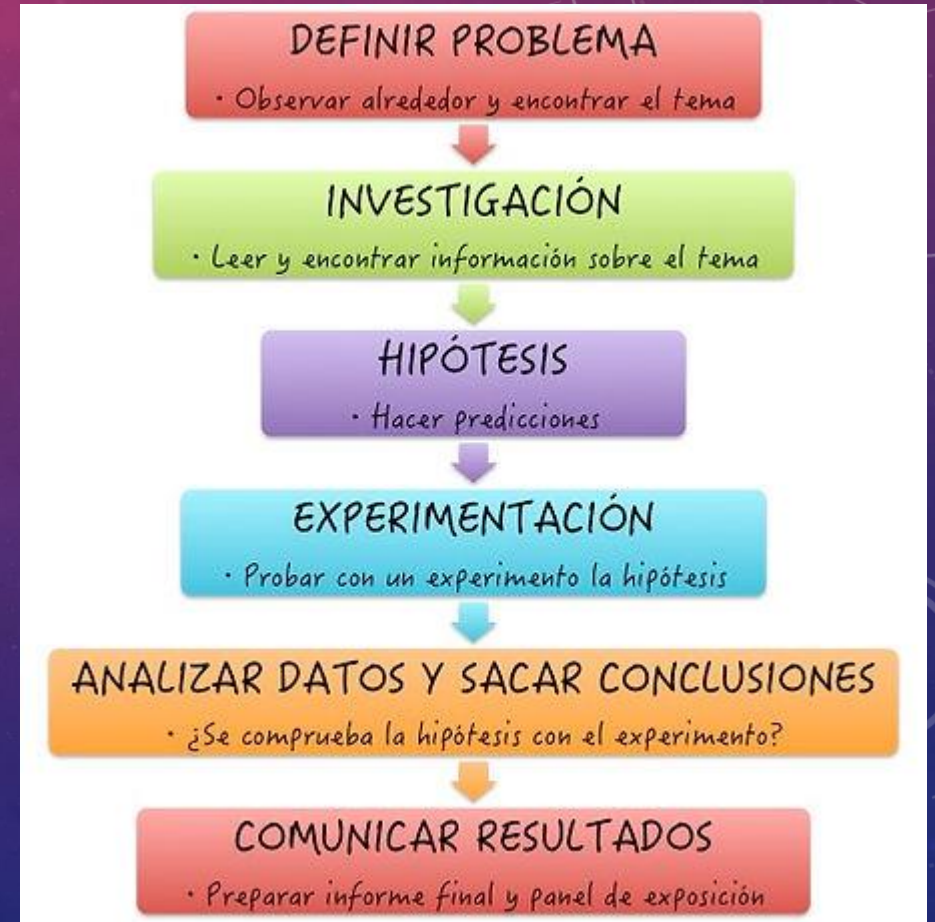 DEFINIR PROBLEMA
· Observar alrededor y encontrar el tema
INVESTIGACIÓN
· Leer y encontrar información sobre el tema
HIPÓTESIS
· Hacer predicciones
EXPERIMENTACIÓN
· Probar con un experimento la hipótesis
ANALIZAR DATOS Y SACAR CONCLUSIONES
· ¿Se comprueba la hipótesis con el experimento?
COMUNICAR RESULTADOS
· Preparar informe final y panel de exposición